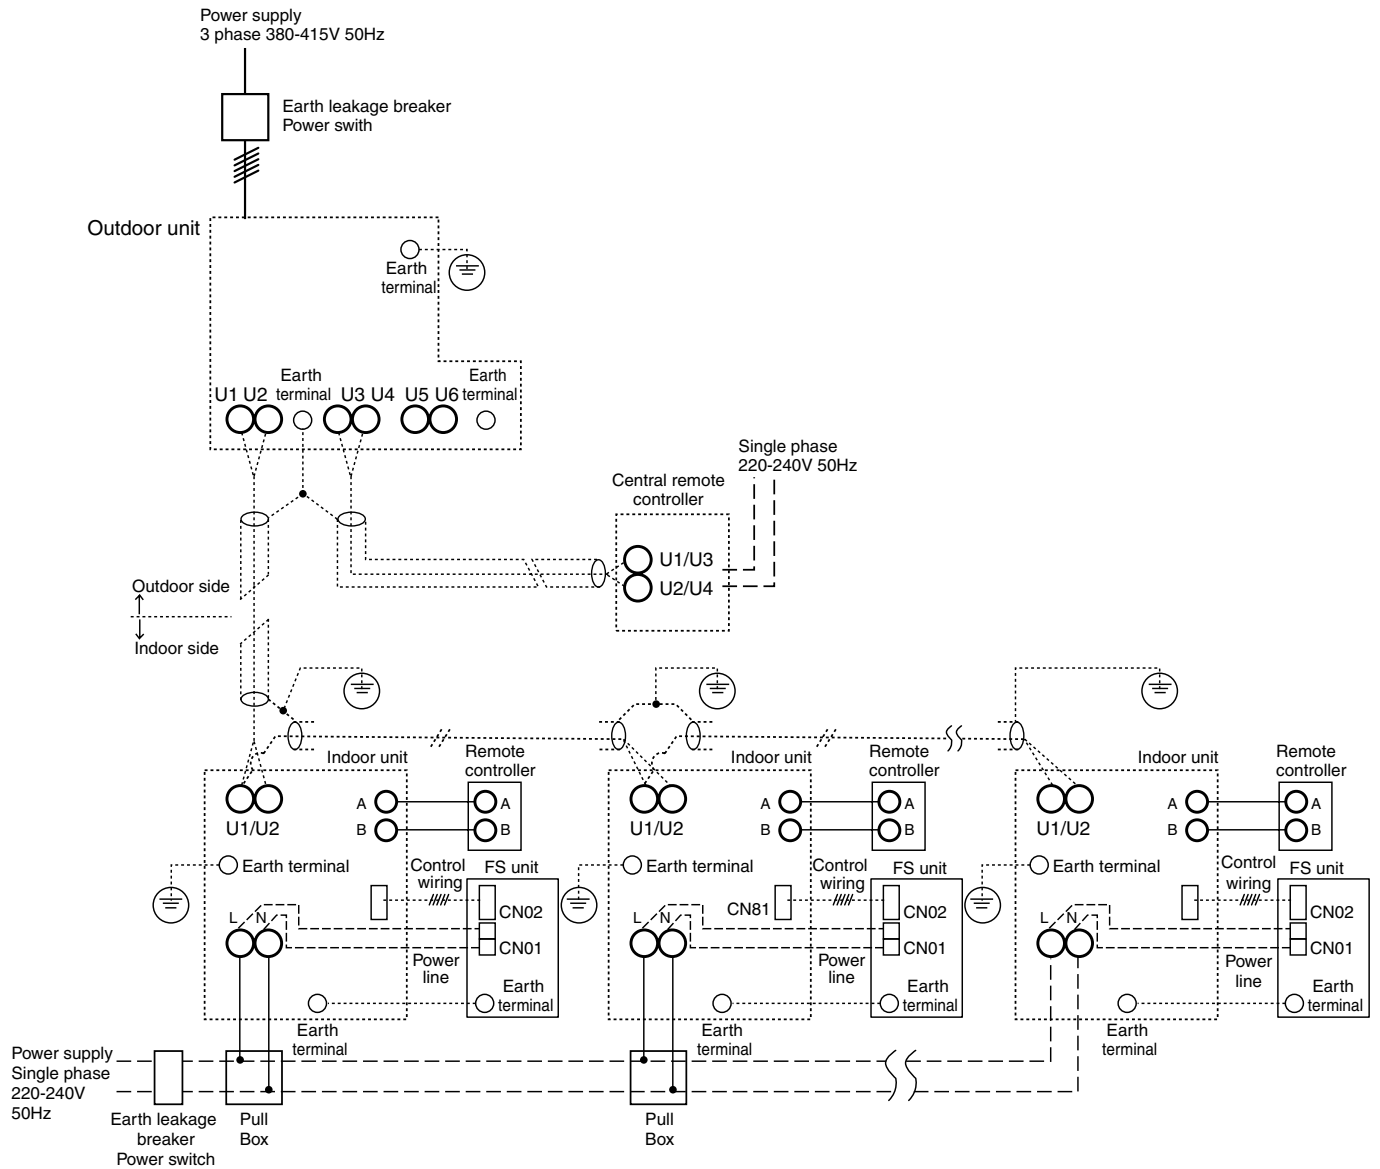 Power supply
3 phase 380-415V 50Hz
Earth leakage breaker
Power swith
Outdoor unit
Earth
terminal
U1 U2
Earth
terminal
U3 U4
U5 U6
Earth
terminal
Single phase
220-240V 50Hz
Central remote
controller
U1/U3
U2/U4
Outdoor side
Indoor side
Indoor unit
Remote
controller
A
A
B
B
U1/U2
Earth terminal
Control
wiring
FS unit
CN02
L
N
CN01
Power
line
Earth
terminal
Earth
terminal
Indoor unit
Remote
controller
A
A
B
B
U1/U2
Earth terminal
Control
wiring
FS unit
CN81
CN02
L
N
CN01
Power
line
Earth
terminal
Earth
terminal
Indoor unit
Remote
controller
A
A
B
B
U1/U2
Earth terminal
Control
wiring
FS unit
CN02
L
N
CN01
Power
line
Earth
terminal
Earth
terminal
Power supply
Single phase
220-240V
50Hz
Earth leakage
breaker
Power switch
Pull
Box
Pull
Box